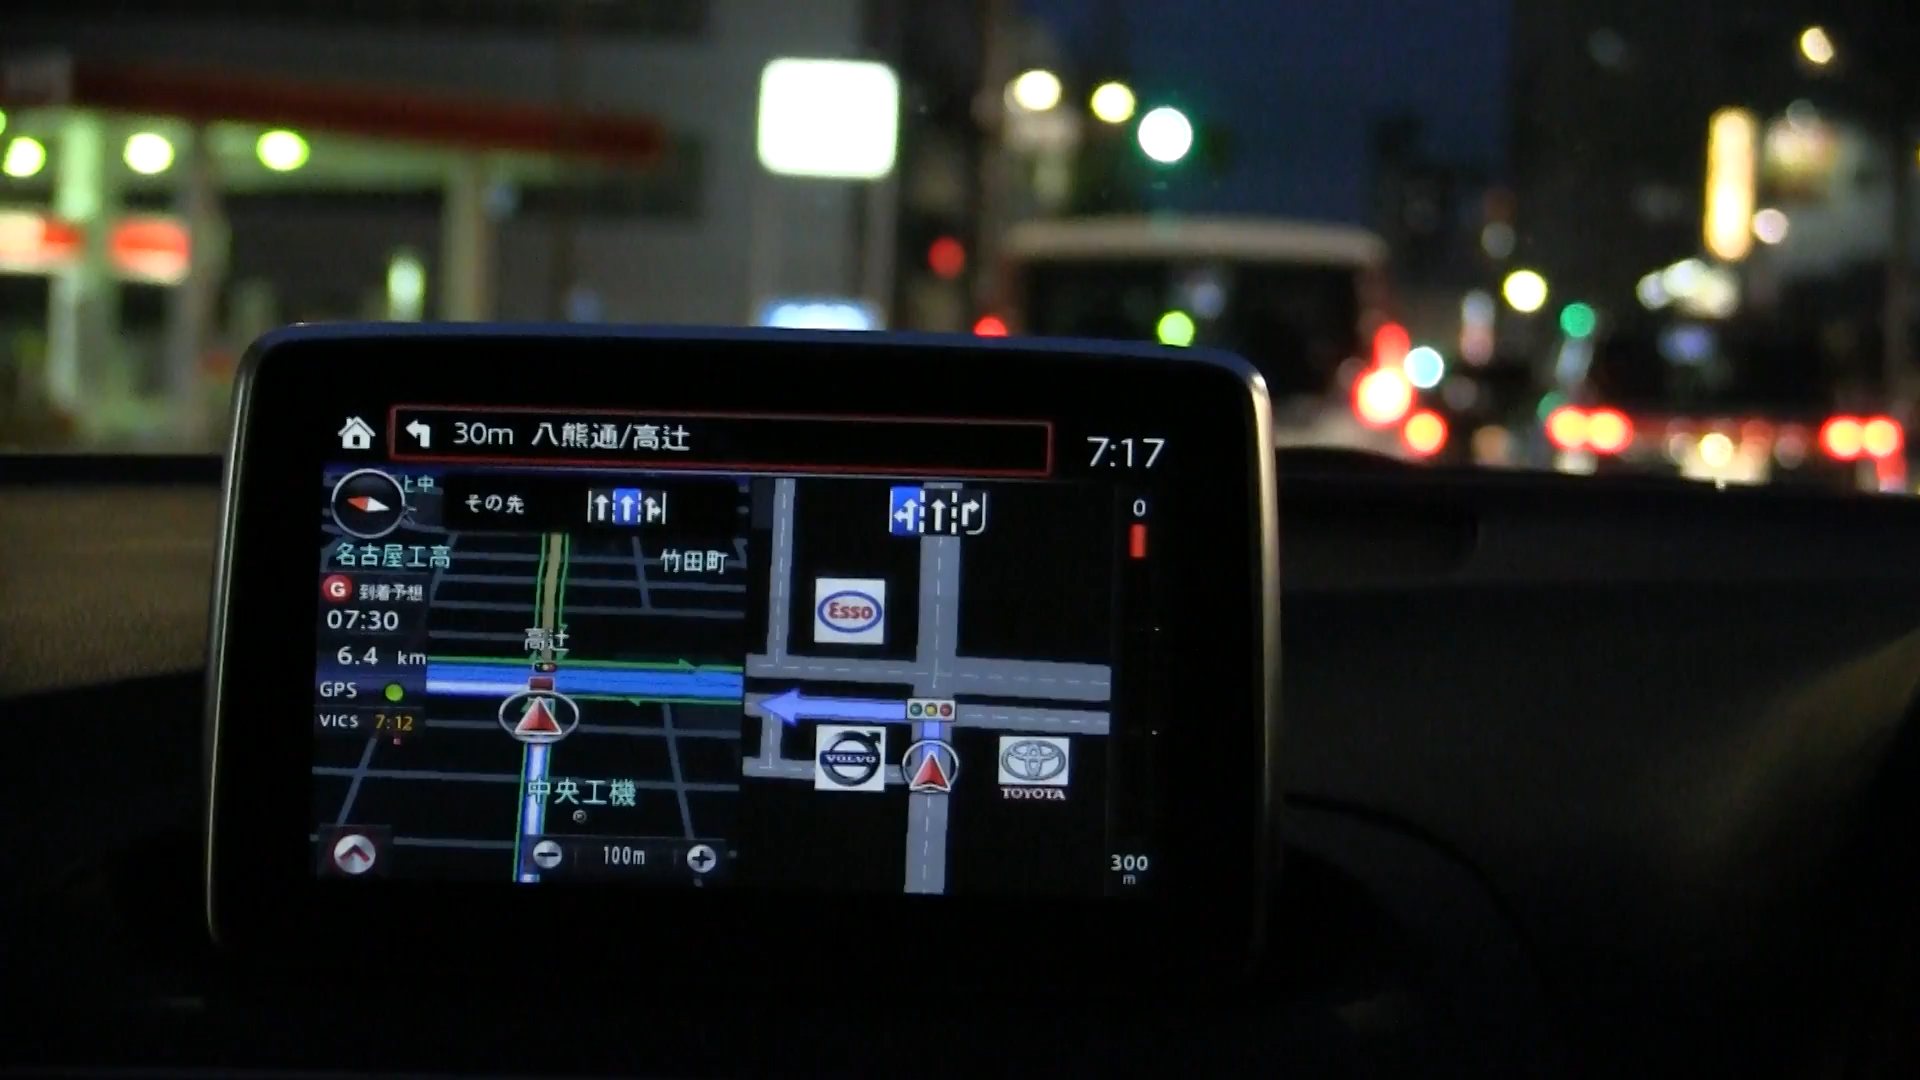 30m 八熊通/高辻
7:17
上中
その先
名古屋工高
竹田町
G 到着予想
07:30
6.4 km
高辻
GPS
VICS 7:12
中央工機
100m
Esso
VOLVO
TOYOTA
0
300
m